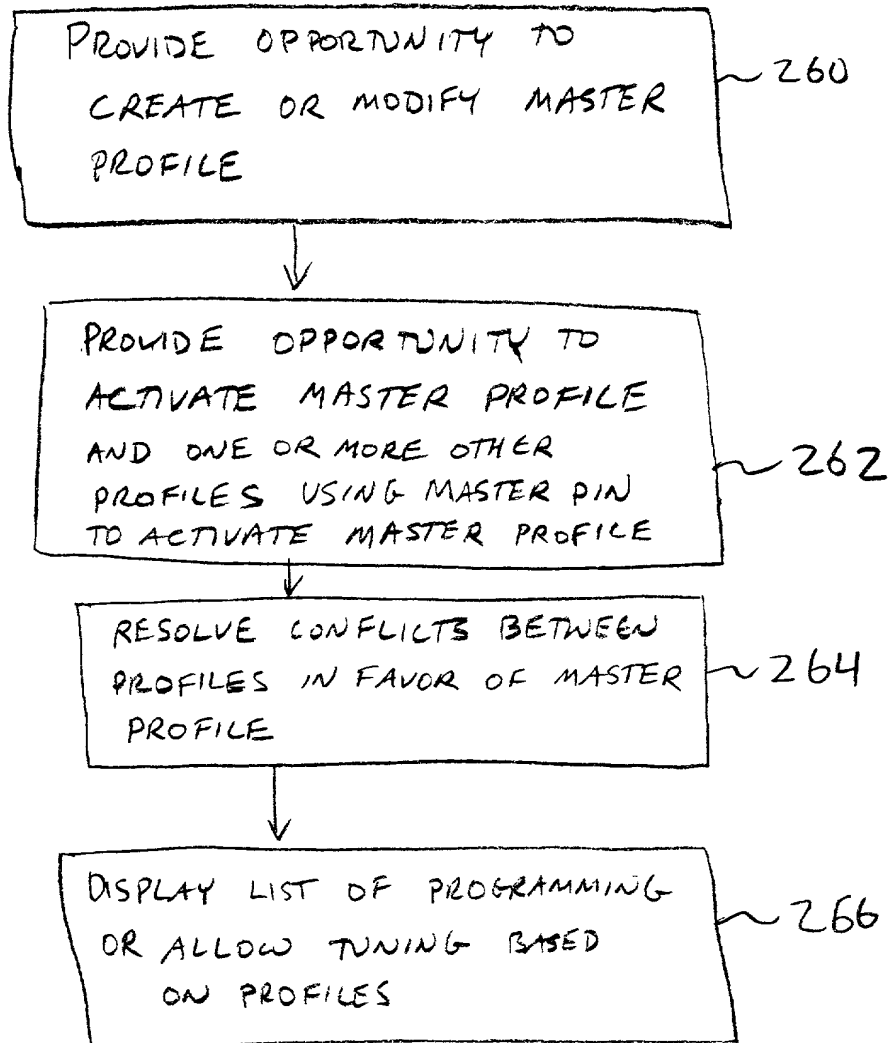 PROVIDE OPPORTUNITY TO
CREATE OR MODIFY MASTER
PROFILE
260
PROVIDE OPPORTUNITY TO
ACTIVATE MASTER PROFILE
AND ONE OR MORE OTHER
PROFILES USING MASTER PIN
TO ACTIVATE MASTER PROFILE
262
RESOLVE CONFLICTS BETWEEN
PROFILES IN FAVOR OF MASTER
PROFILE
264
DISPLAY LIST OF PROGRAMMING
OR ALLOW TUNING BASED
ON PROFILES
266